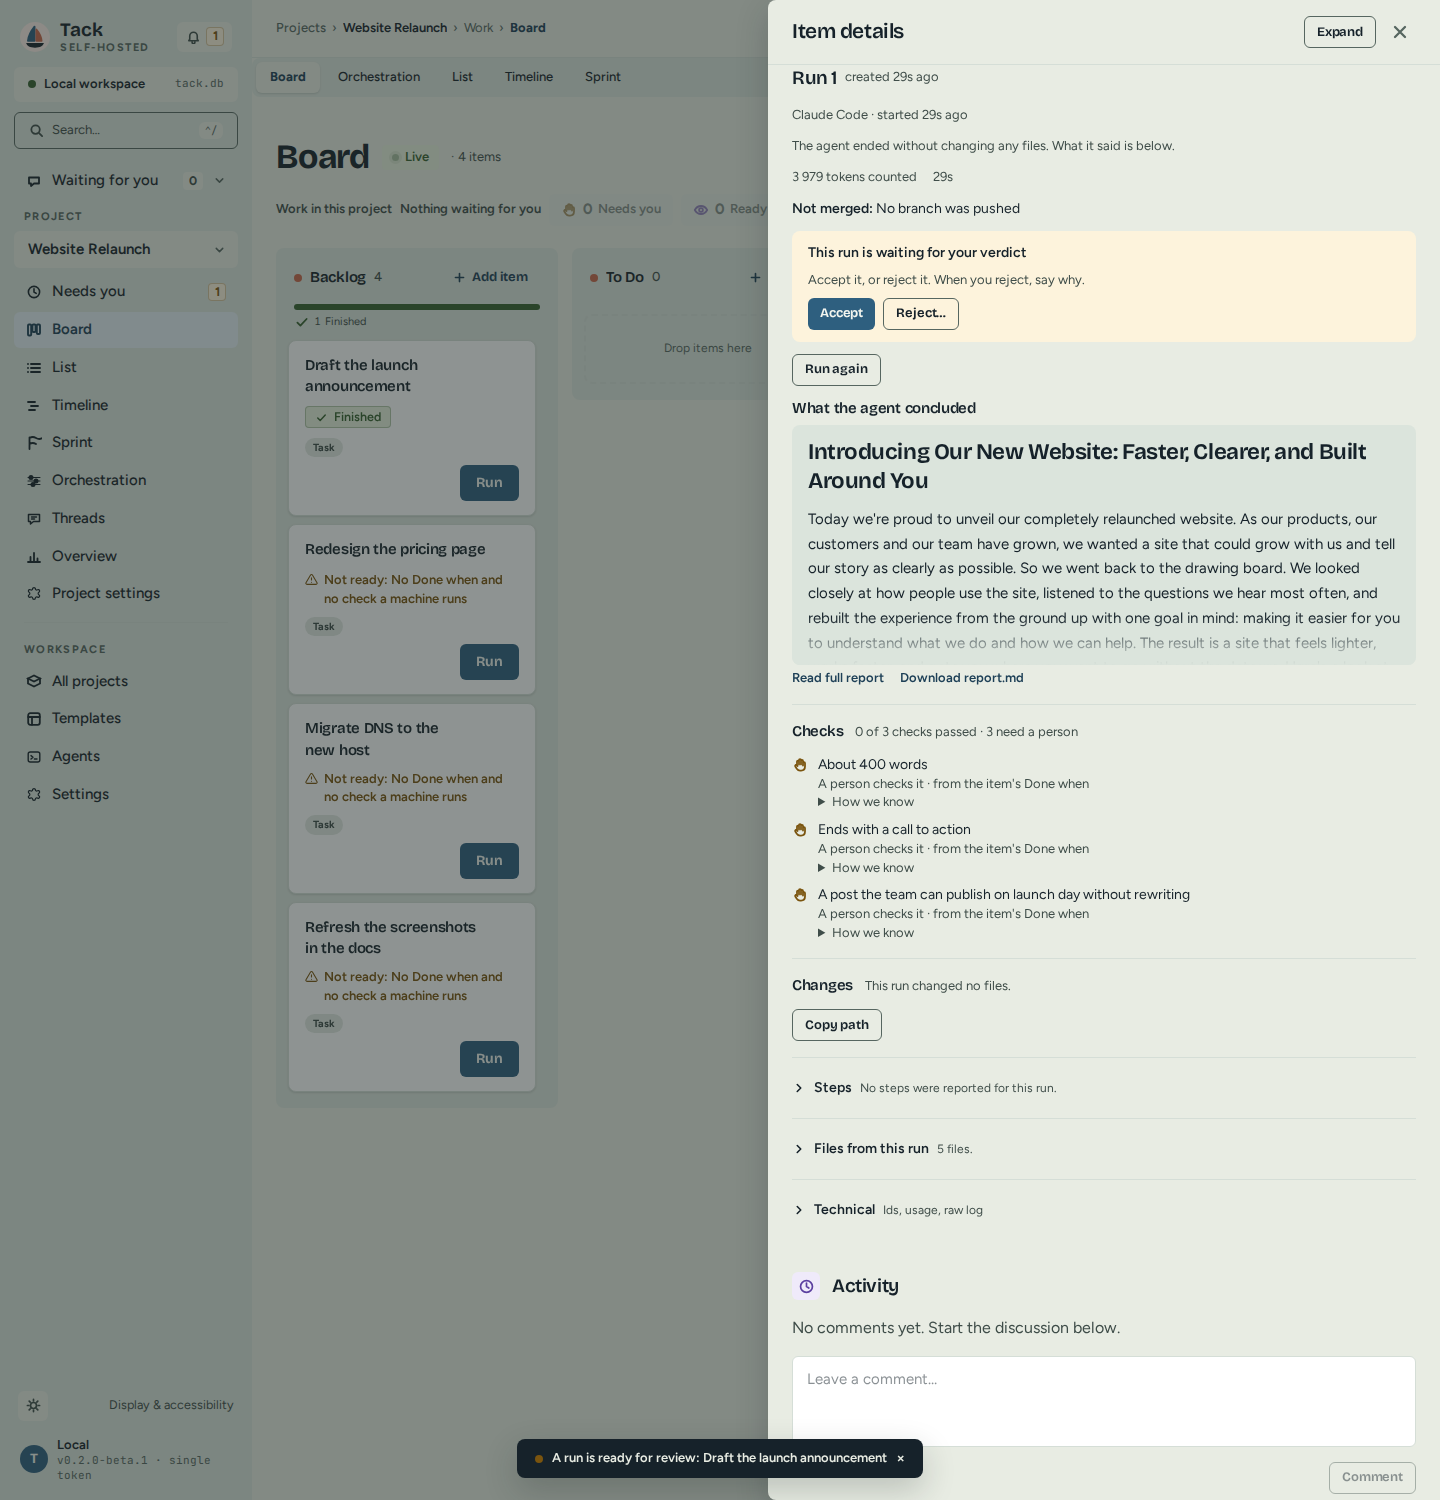 Tack
SELF-HOSTED
1
Local workspace
tack.db
Search...
^/
Waiting for you
0
PROJECT
Website Relaunch
Needs you
1
Board
List
Timeline
Sprint
Orchestration
Threads
Overview
Project settings
WORKSPACE
All projects
Templates
Agents
Settings
Display & accessibility
T
Local
v0.2.0-beta.1 · single
token
Projects › Website Relaunch › Work › Board
Board
Orchestration
List
Timeline
Sprint
Board
Live
· 4 items
Work in this project
Nothing waiting for you
0 Needs you
0 Ready
Backlog 4
Add item
1 Finished
Draft the launch
announcement
Finished
Task
Run
Redesign the pricing page
Not ready: No Done when and
no check a machine runs
Task
Run
Migrate DNS to the
new host
Not ready: No Done when and
no check a machine runs
Task
Run
Refresh the screenshots
in the docs
Not ready: No Done when and
no check a machine runs
Task
Run
To Do 0
Drop items here
Item details
Expand
Run 1 created 29s ago
Claude Code · started 29s ago
The agent ended without changing any files. What it said is below.
3 979 tokens counted 29s
Not merged: No branch was pushed
This run is waiting for your verdict
Accept it, or reject it. When you reject, say why.
Accept
Reject...
Run again
What the agent concluded
Introducing Our New Website: Faster, Clearer, and Built
Around You
Today we're proud to unveil our completely relaunched website. As our products, our
customers and our team have grown, we wanted a site that could grow with us and tell
our story as clearly as possible. So we went back to the drawing board. We looked
closely at how people use the site, listened to the questions we hear most often, and
rebuilt the experience from the ground up with one goal in mind: making it easier for you
to understand what we do and how we can help. The result is a site that feels lighter,
Read full report
Download report.md
Checks 0 of 3 checks passed · 3 need a person
About 400 words
A person checks it · from the item's Done when
How we know
Ends with a call to action
A person checks it · from the item's Done when
How we know
A post the team can publish on launch day without rewriting
A person checks it · from the item's Done when
How we know
Changes This run changed no files.
Copy path
Steps No steps were reported for this run.
Files from this run 5 files.
Technical Ids, usage, raw log
Activity
No comments yet. Start the discussion below.
Leave a comment...
Comment
A run is ready for review: Draft the launch announcement ×